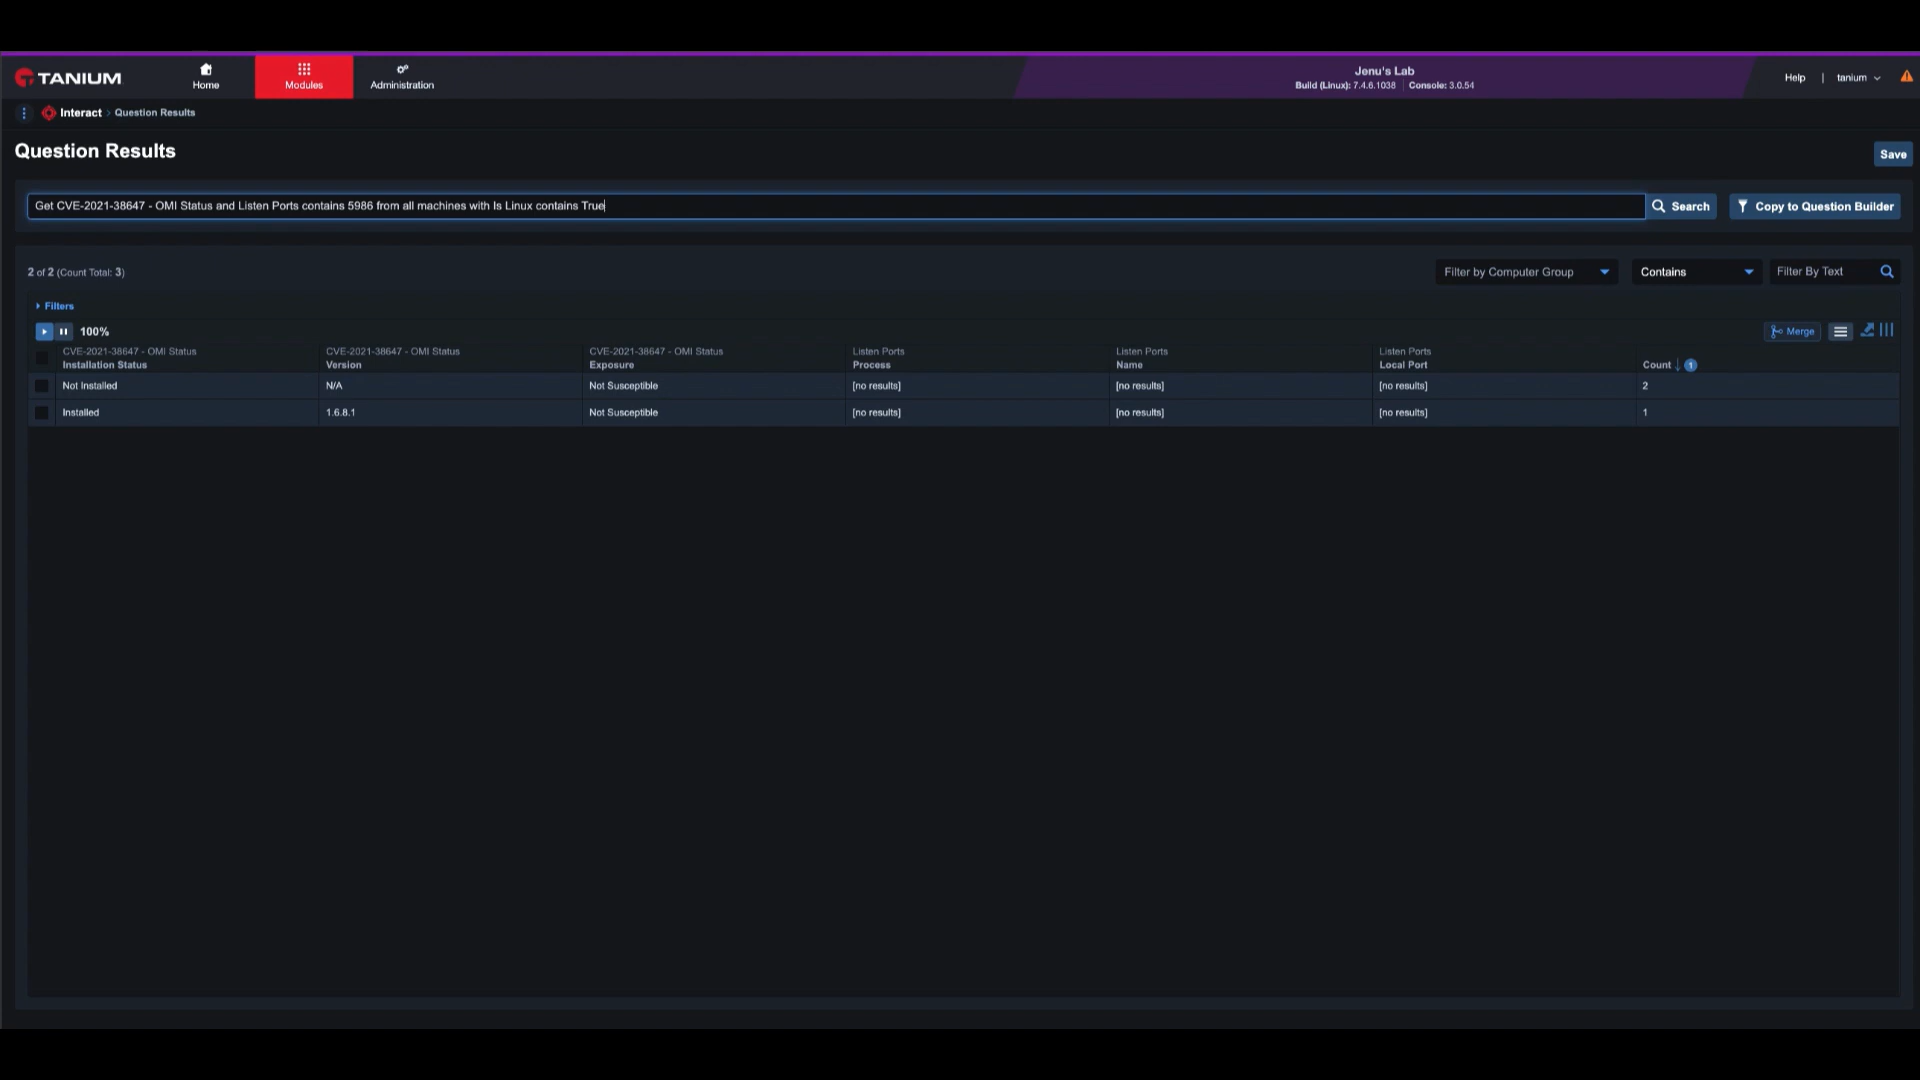 TANIUM
Home
Modules
Administration
Jenu's Lab
Build (Linux): 7.4.6.1038 Console: 3.0.54
Help | tanium
Interact > Question Results
Question Results
Save
Get CVE-2021-38647 - OMI Status and Listen Ports contains 5986 from all machines with Is Linux contains True
Search
Copy to Question Builder
2 of 2 (Count Total: 3)
Filter by Computer Group
Contains
Filter By Text
Filters
100%
Merge
CVE-2021-38647 - OMI Status CVE-2021-38647 - OMI Status CVE-2021-38647 - OMI Status Listen Ports Listen Ports Listen Ports
Installation Status Version Exposure Process Name Local Port Count 1
Not Installed N/A Not Susceptible [no results] [no results] [no results] 2
Installed 1.6.8.1 Not Susceptible [no results] [no results] [no results] 1